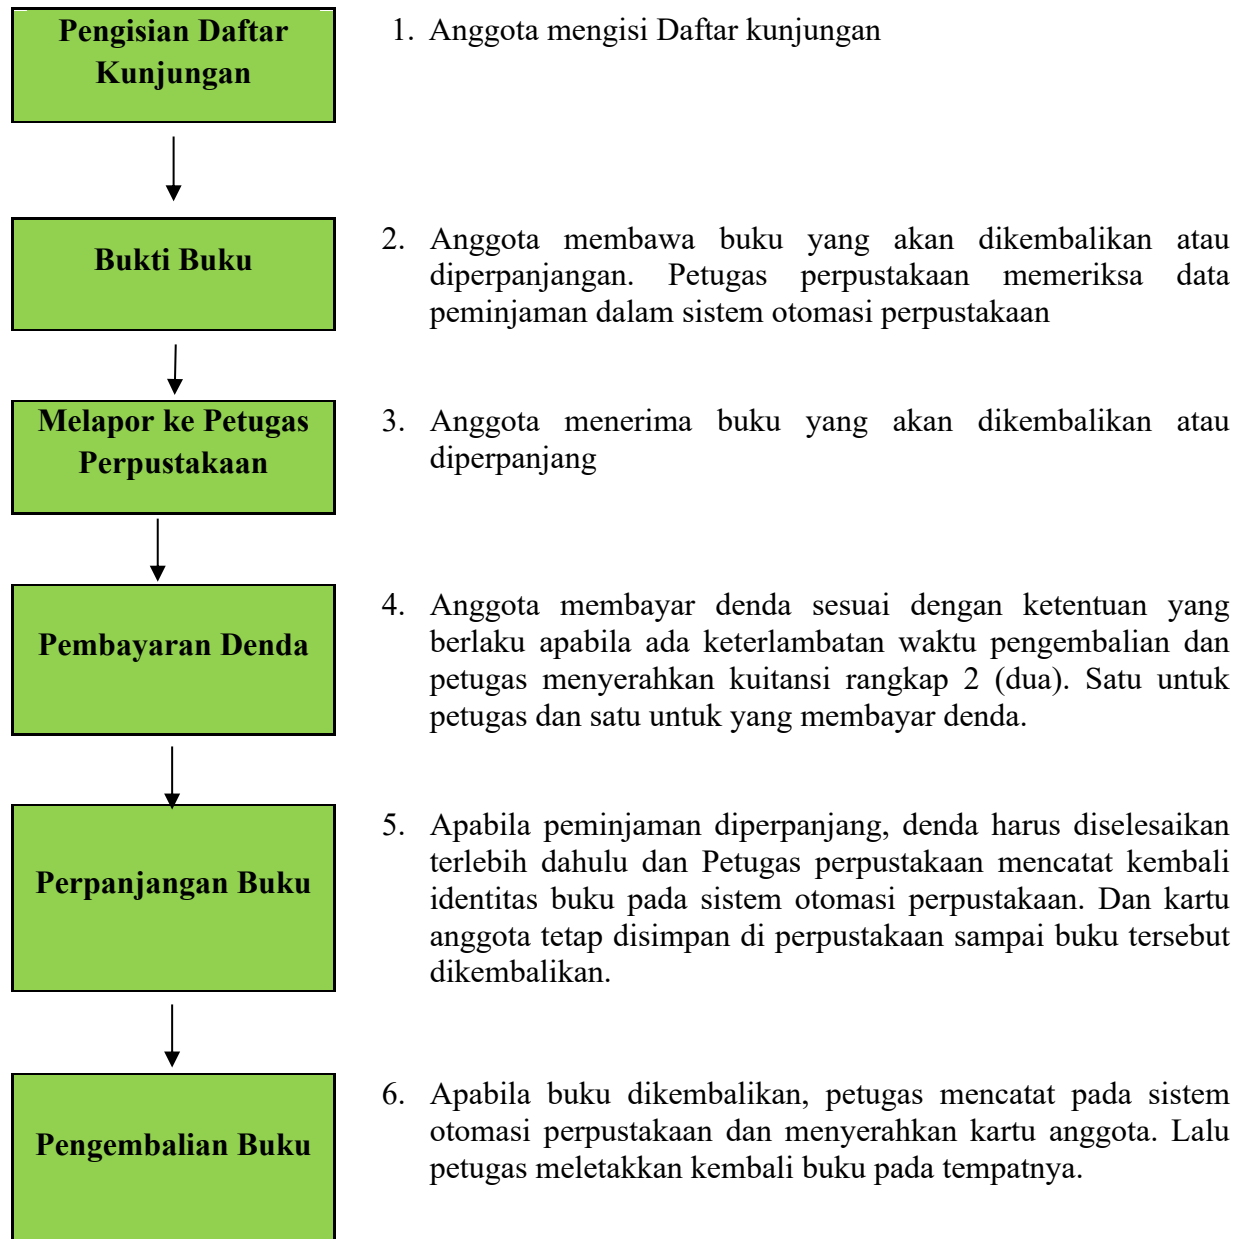 Pengisian Daftar
Kunjungan
1. Anggota mengisi Daftar kunjungan
Bukti Buku
2. Anggota membawa buku yang akan dikembalikan atau
diperpanjangan. Petugas perpustakaan memeriksa data
peminjaman dalam sistem otomasi perpustakaan
Melapor ke Petugas
Perpustakaan
3. Anggota menerima buku yang akan dikembalikan atau
diperpanjang
Pembayaran Denda
4. Anggota membayar denda sesuai dengan ketentuan yang
berlaku apabila ada keterlambatan waktu pengembalian dan
petugas menyerahkan kuitansi rangkap 2 (dua). Satu untuk
petugas dan satu untuk yang membayar denda.
Perpanjangan Buku
5. Apabila peminjaman diperpanjang, denda harus diselesaikan
terlebih dahulu dan Petugas perpustakaan mencatat kembali
identitas buku pada sistem otomasi perpustakaan. Dan kartu
anggota tetap disimpan di perpustakaan sampai buku tersebut
dikembalikan.
Pengembalian Buku
6. Apabila buku dikembalikan, petugas mencatat pada sistem
otomasi perpustakaan dan menyerahkan kartu anggota. Lalu
petugas meletakkan kembali buku pada tempatnya.